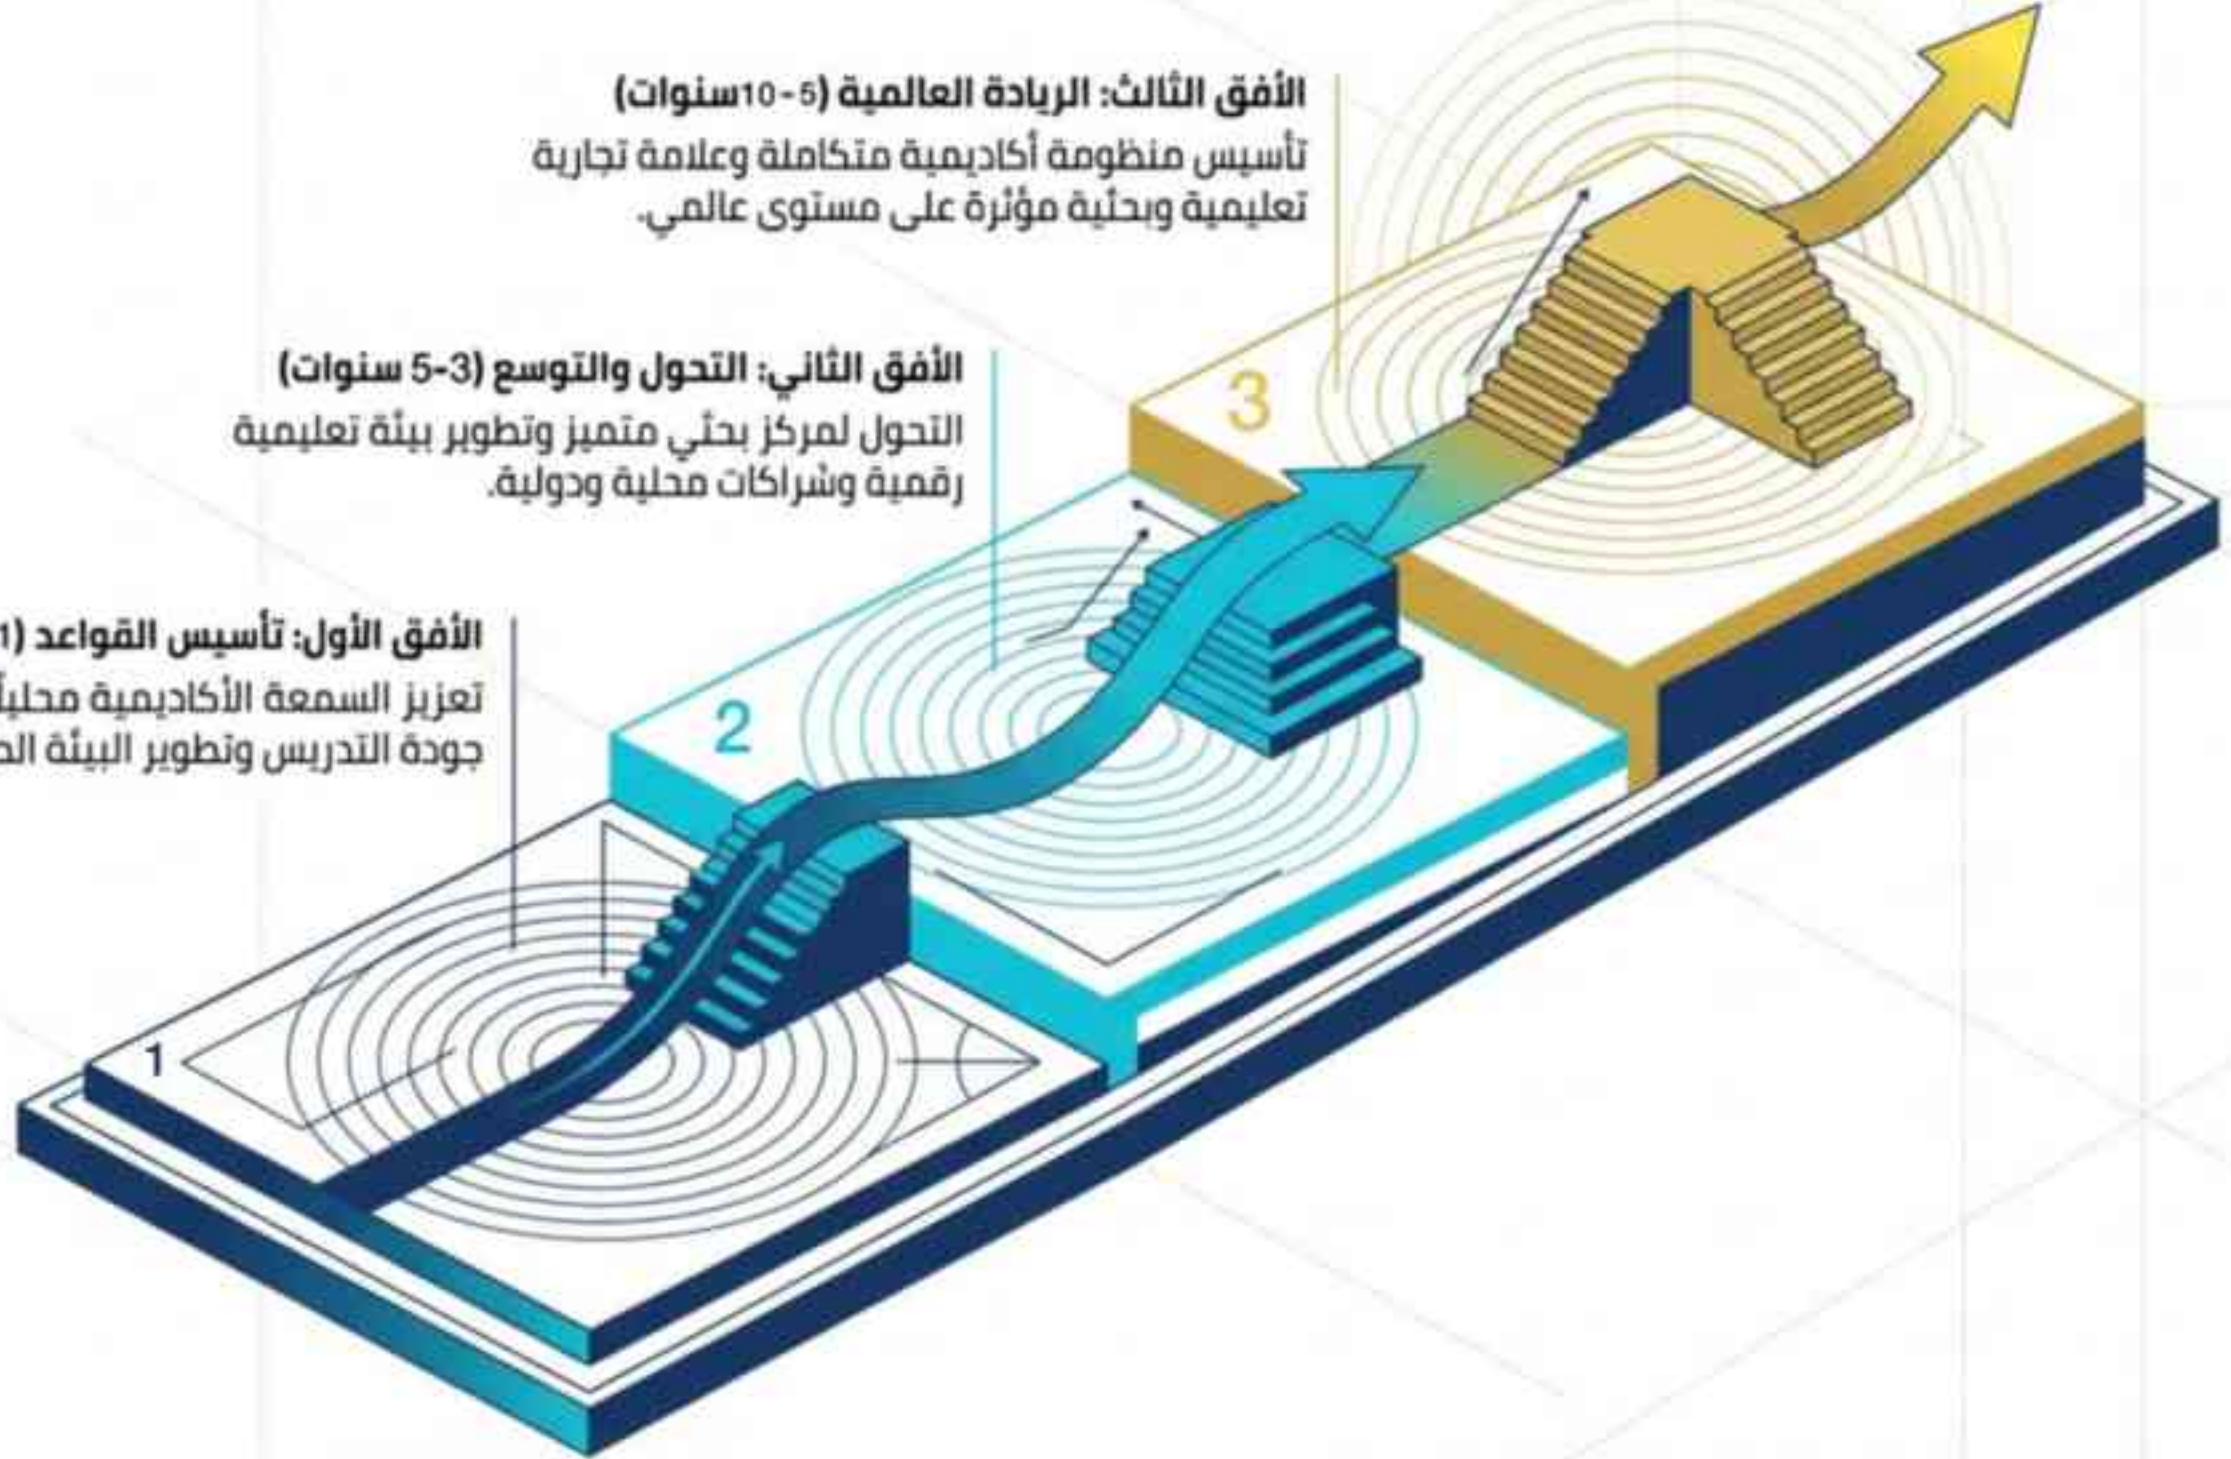 الأفق الثالث: الريادة العالمية (5 - 10سنوات)
تأسيس منظومة أكاديمية متكاملة وعلامة تجارية
تعليمية وبحثية مؤثرة على مستوى عالمي.
3
الأفق الثاني: التحول والتوسع (3-5 سنوات)
التحول لمركز بحثي متميز وتطوير بيئة تعليمية
رقمية وشراكات محلية ودولية.
2
الأفق الأول: تأسيس القواعد (1
تعزيز السمعة الأكاديمية محلياً
جودة التدريس وتطوير البيئة
1